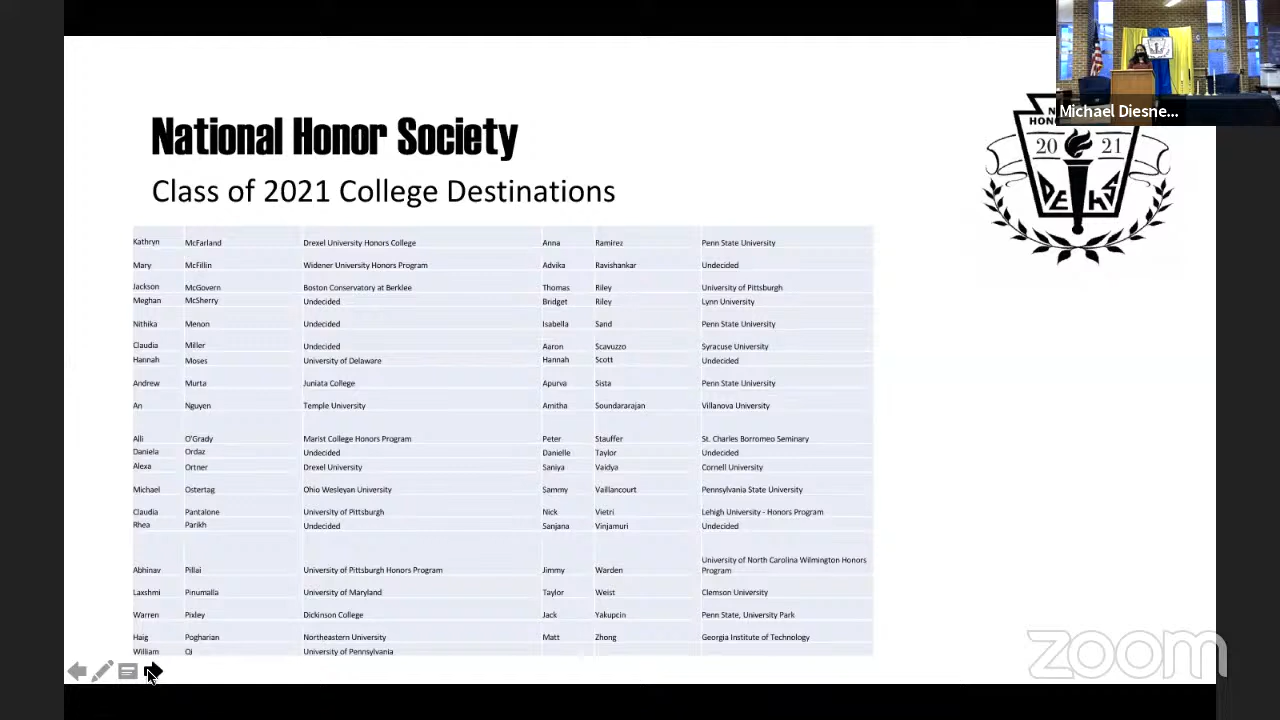 Michael Diesne...
National Honor Society
Class of 2021 College Destinations
20 21
Kathryn McFarland Drexel University Honors College Anna Ramirez Penn State University
Mary McFillin Widener University Honors Program Advika Ravishankar Undecided
Jackson McGovern Boston Conservatory at Berklee Thomas Riley University of Pittsburgh
Meghan McSherry Undecided Bridget Riley Lynn University
Nithika Menon Undecided Isabella Sand Penn State University
Claudia Miller Undecided Aaron Scavuzzo Syracuse University
Hannah Moses University of Delaware Hannah Scott Undecided
Andrew Murta Juniata College Apurva Sista Penn State University
An Nguyen Temple University Amitha Soundararajan Villanova University
Alli O'Grady Marist College Honors Program Peter Stauffer St. Charles Borromeo Seminary
Daniela Ordaz Undecided Danielle Taylor Undecided
Alexa Ortner Drexel University Saniya Vaidya Cornell University
Michael Ostertag Ohio Wesleyan University Sammy Vaillancourt Pennsylvania State University
Claudia Pantalone University of Pittsburgh Nick Vietri Lehigh University - Honors Program
Rhea Parikh Undecided Sanjana Vinjamuri Undecided
Abhinav Pillai University of Pittsburgh Honors Program Jimmy Warden University of North Carolina Wilmington Honors
Program
Laxshmi Pinumalla University of Maryland Taylor Weist Clemson University
Warren Pixley Dickinson College Jack Yakupcin Penn State, University Park
Haig Pogharian Northeastern University Matt Zhong Georgia Institute of Technology
William Qi University of Pennsylvania
zoom